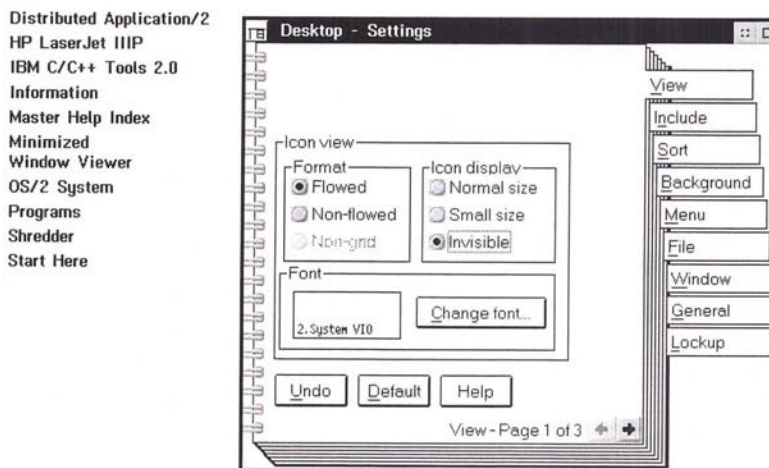 Distributed Application/2
HP LaserJet IIIP
IBM C/C++ Tools 2.0
Information
Master Help Index
Minimized
Window Viewer
OS/2 System
Programs
Shredder
Start Here
Desktop - Settings
Icon view
Format
Flowed
Non-flowed
Non-grid
Icon display
Normal size
Small size
Invisible
Font
2.System VIO
Change font...
Undo
Default
Help
View - Page 1 of 3
View
Include
Sort
Background
Menu
File
Window
General
Lockup